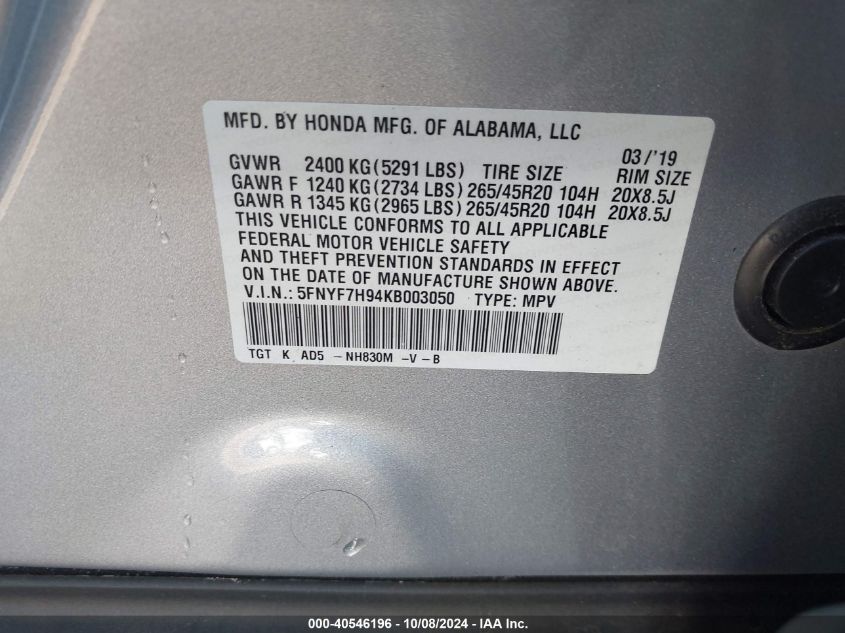 MFD. BY HONDA MFG. OF ALABAMA, LLC
03/'19
GVWR 2400 KG(5291 LBS) TIRE SIZE RIM SIZE
GAWR F 1240 KG(2734 LBS) 265/45R20 104H 20X8.5J
GAWR R 1345 KG(2965 LBS) 265/45R20 104H 20X8.5J
THIS VEHICLE CONFORMS TO ALL APPLICABLE
FEDERAL MOTOR VEHICLE SAFETY
AND THEFT PREVENTION STANDARDS IN EFFECT
ON THE DATE OF MANUFACTURE SHOWN ABOVE.
V.I.N.: 5FNYF7H94KB003050 TYPE: MPV
TGT K AD5 - NH830M -V - B
000-40546196 - 10/08/2024 - IAA Inc.